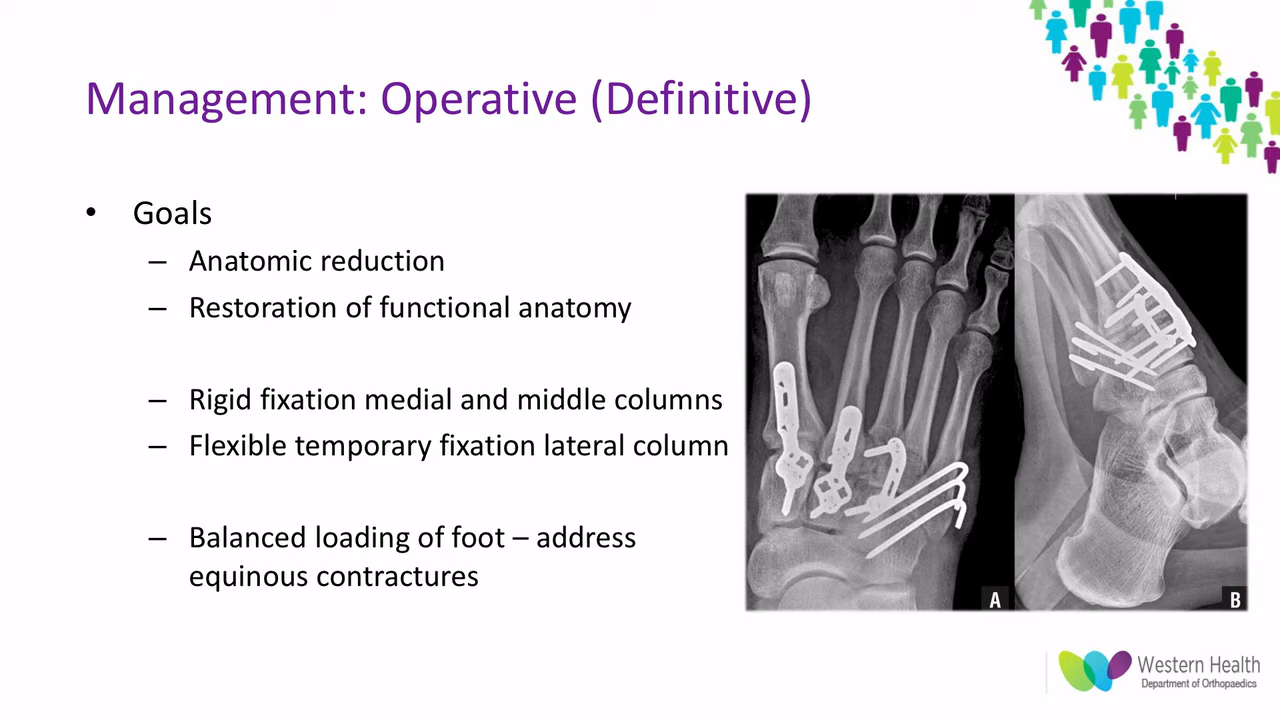 Management: Operative (Definitive)
• Goals
– Anatomic reduction
– Restoration of functional anatomy
– Rigid fixation medial and middle columns
– Flexible temporary fixation lateral column
– Balanced loading of foot – address
equinous contractures
A
B
Western Health
Department of Orthopaedics